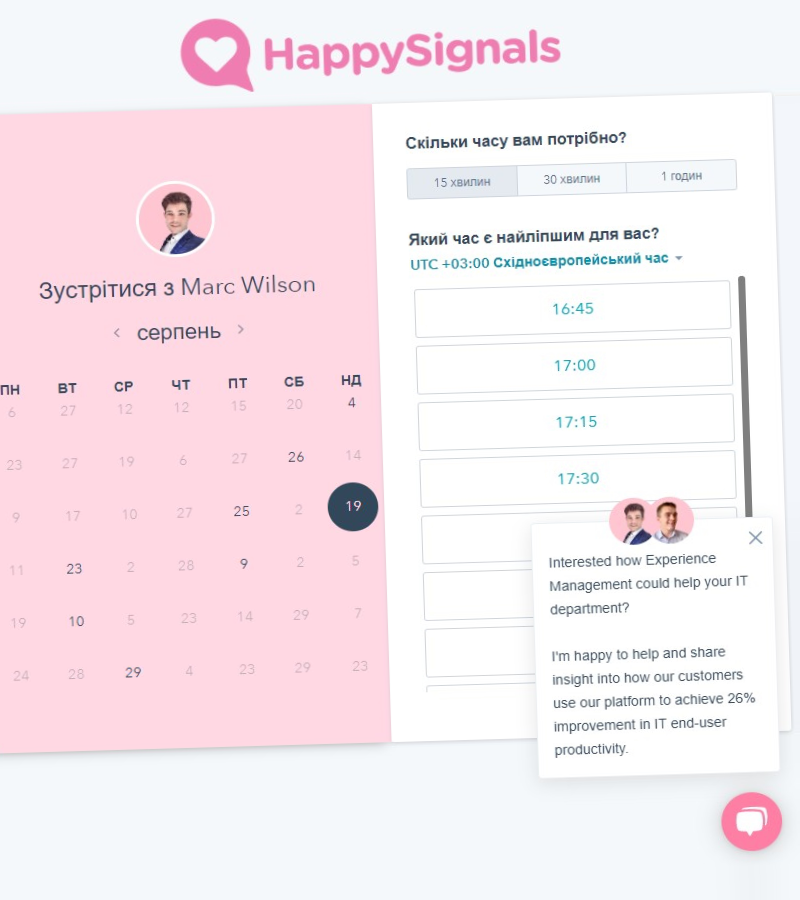 HappySignals
Зустрітися з Marc Wilson
серпень
ПН ВТ СР ЧТ ПТ СБ НД
6 27 12 12 15 20 4
23 27 19 6 27 26 14
9 17 10 27 25 2 19
11 23 2 28 9 2 5
19 10 5 23 14 29 7
24 28 29 4 23 29 23
Скільки часу вам потрібно?
15 хвилин 30 хвилин 1 годин
Який час є найліпшим для вас?
UTC +03:00 Східноєвропейський час
16:45
17:00
17:15
17:30
Interested how Experience
Management could help your IT
department?
I'm happy to help and share
insight into how our customers
use our platform to achieve 26%
improvement in IT end-user
productivity.